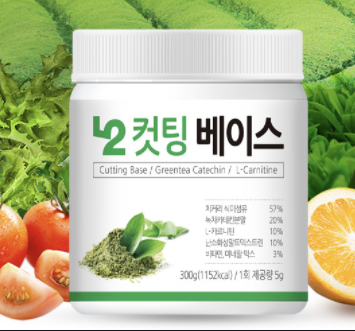 L2 컷팅 베이스
Cutting Base / Greentea Catechin / L-Carnitine
치커리 식이섬유 57%
녹차카테킨분말 20%
L-카르니틴 10%
난소화성말토덱스트린 10%
비타민, 미네랄 믹스 3%
300g(1152kcal) / 1회 제공량 5g